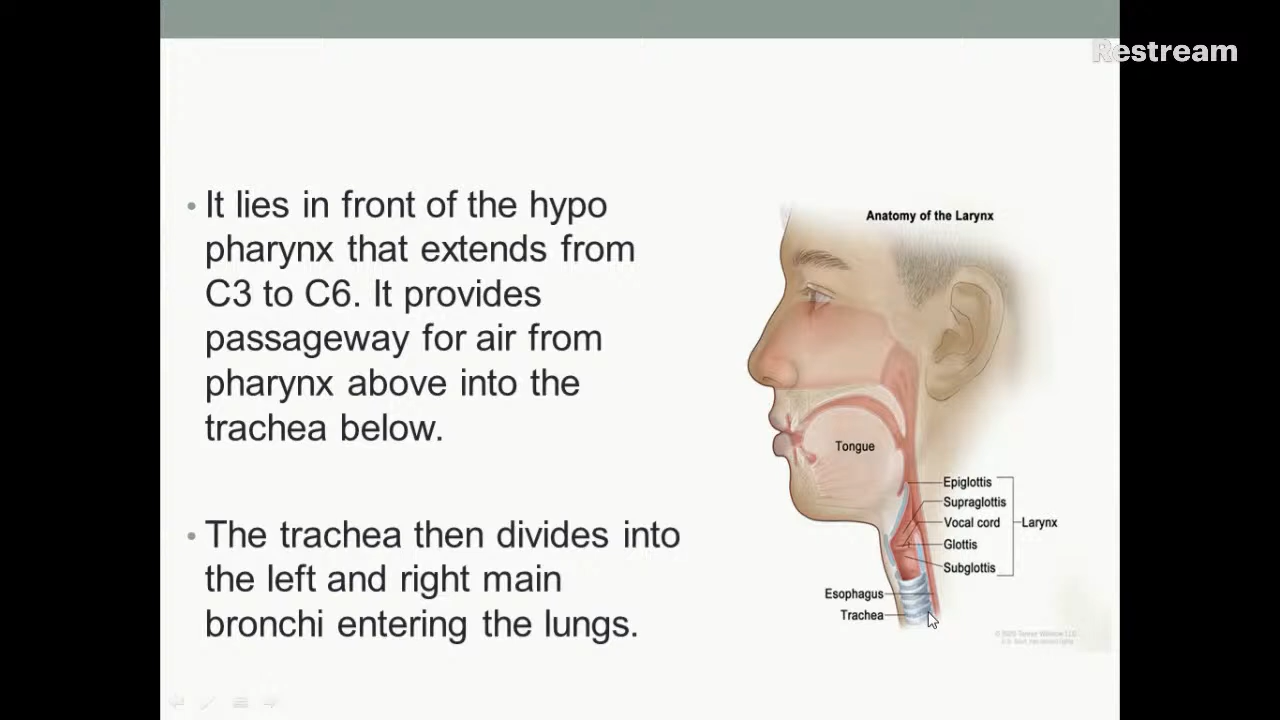 Restream
• It lies in front of the hypo
pharynx that extends from
C3 to C6. It provides
passageway for air from
pharynx above into the
trachea below.
• The trachea then divides into
the left and right main
bronchi entering the lungs.
Anatomy of the Larynx
Tongue
Epiglottis
Supraglottis
Vocal cord
Larynx
Glottis
Subglottis
Esophagus
Trachea